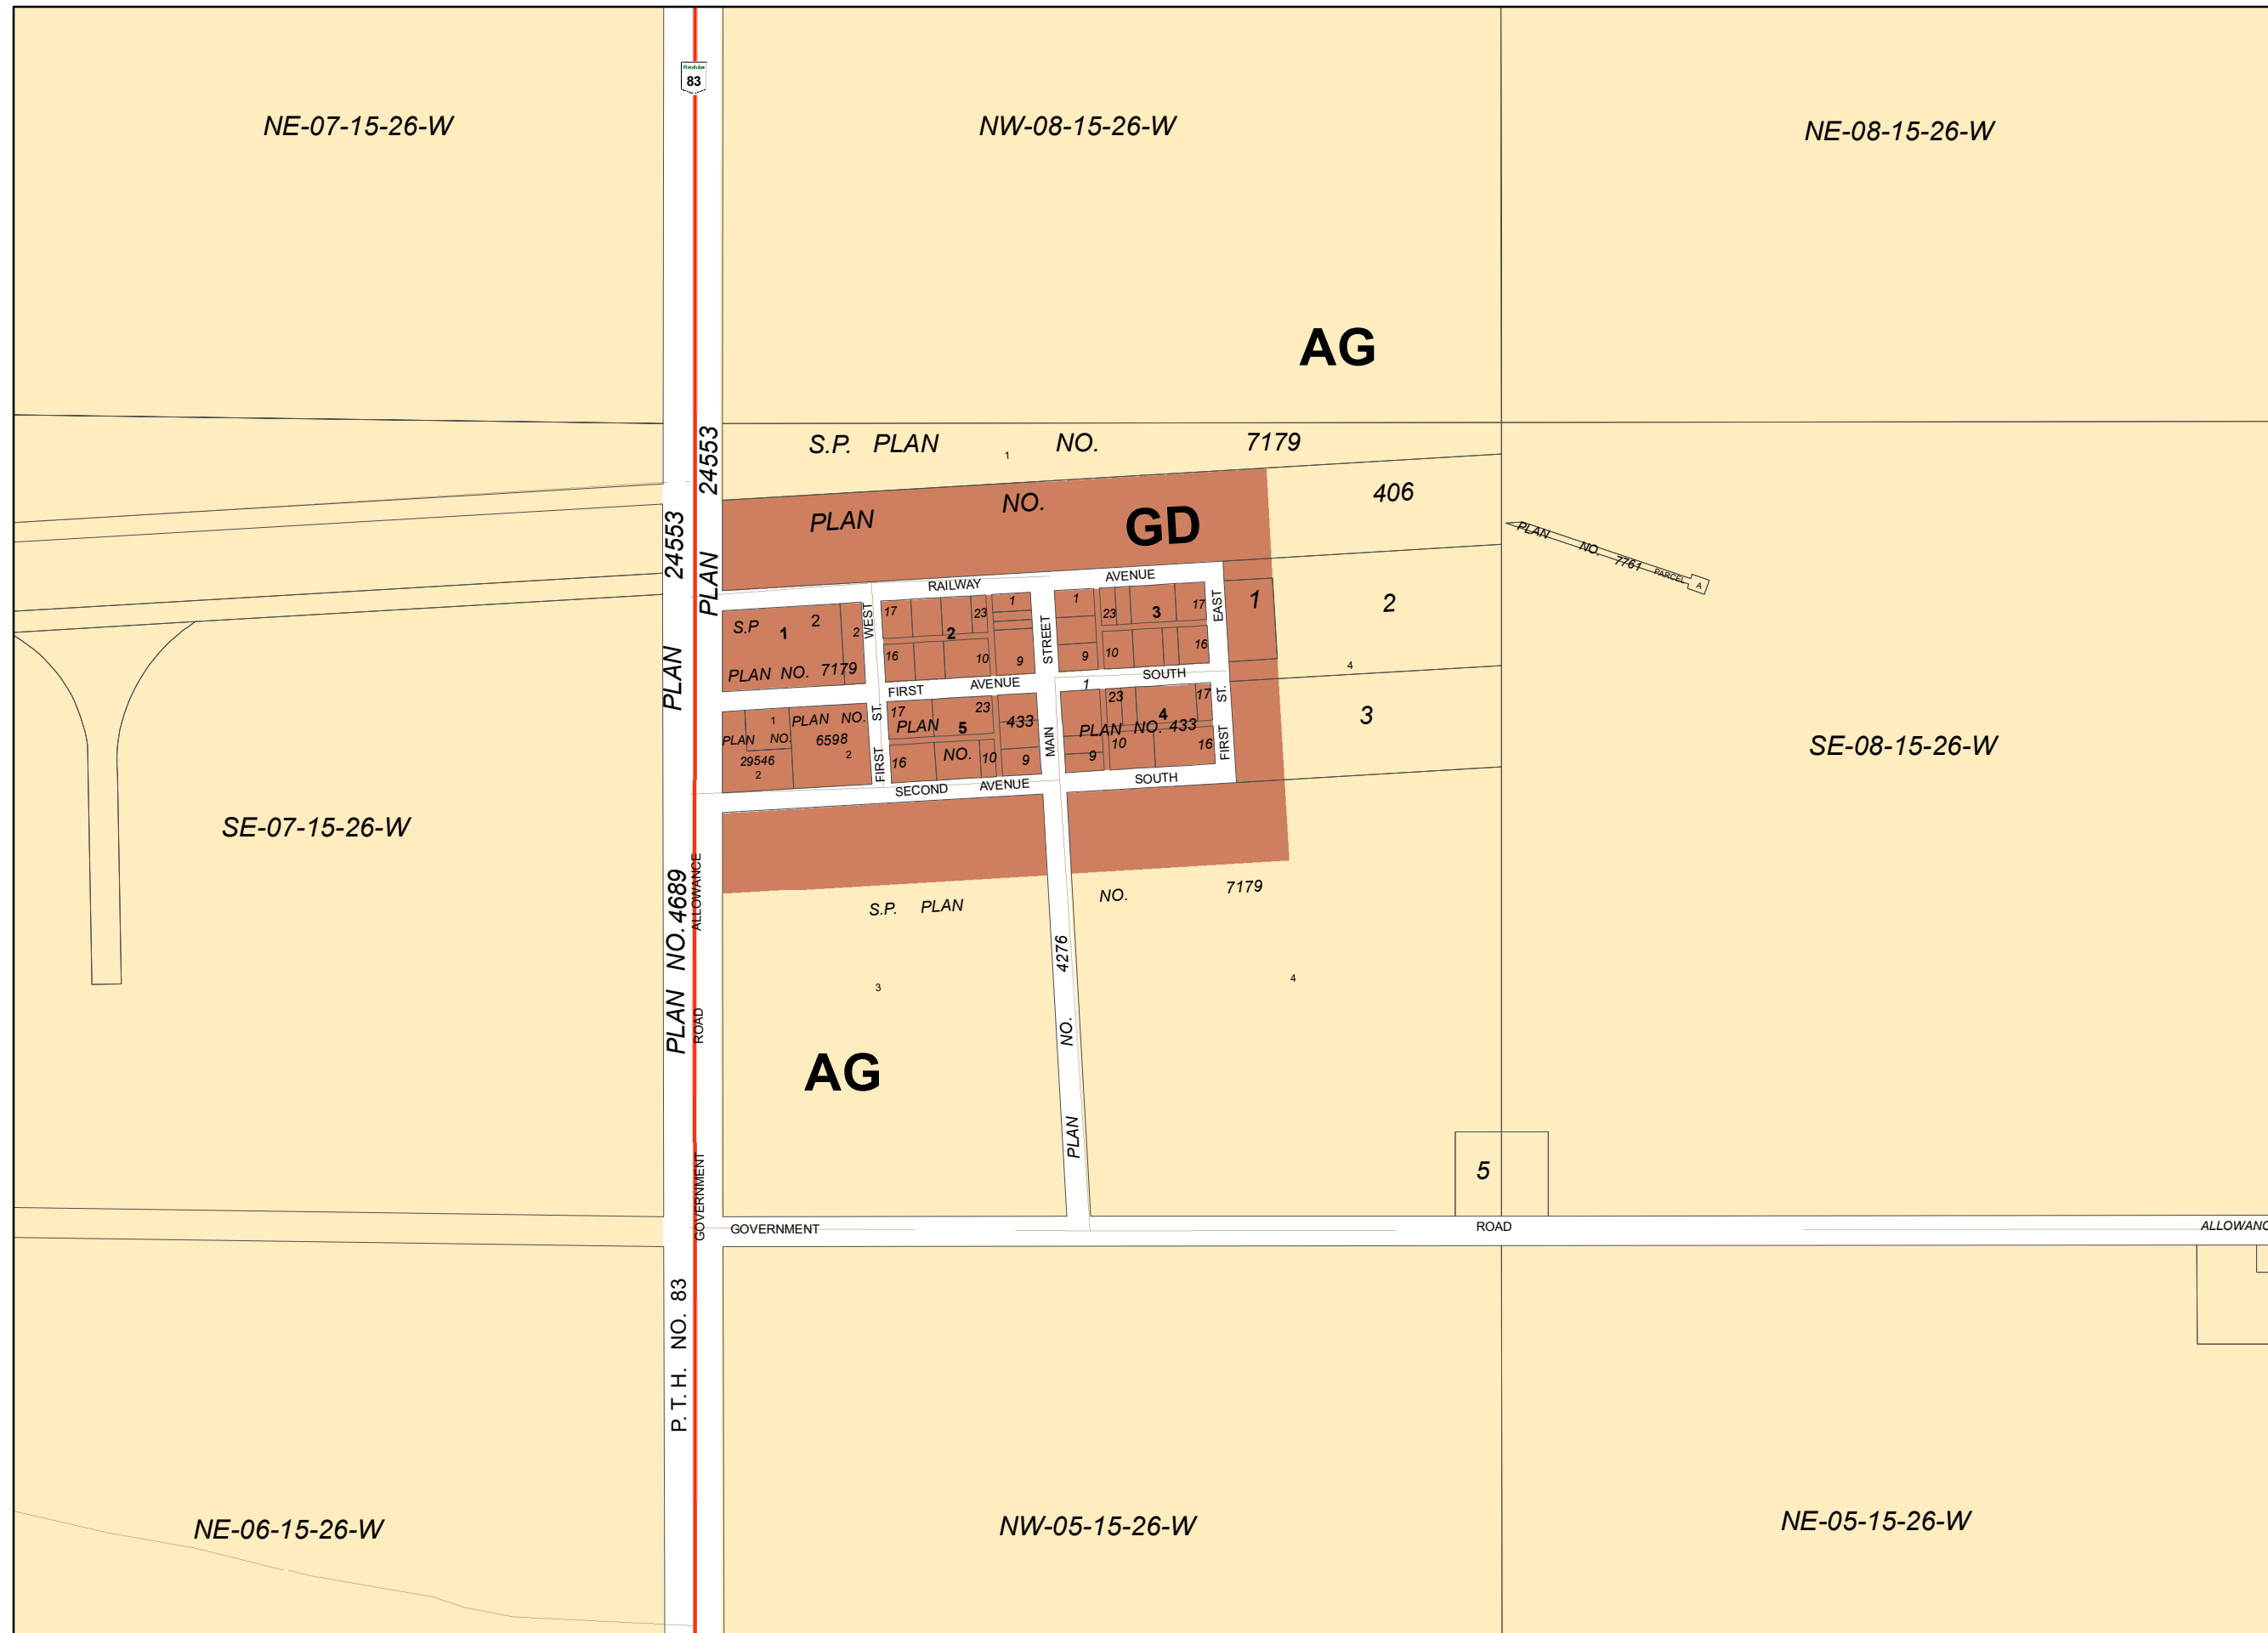 Manitoba
83
NE-07-15-26-W
NW-08-15-26-W
NE-08-15-26-W
AG
S.P. PLAN NO. 7179
1
PLAN 24553
PLAN 24553
PLAN NO. 406
GD
PLAN NO. 7761 PARCEL A
RAILWAY AVENUE
S.P 1 2 2
PLAN NO. 7179
WEST
17 2 23 1
16 10 9
STREET
1 23 3 17
9 10 16
EAST
1
2
4
FIRST AVENUE SOUTH
1 PLAN NO. 6598 2
PLAN NO. 29546 2
FIRST ST.
17 23
PLAN 5 433
16 NO. 10 9
MAIN
1 23 4 17
PLAN NO. 433
9 10 16
FIRST ST.
3
SE-08-15-26-W
SECOND AVENUE SOUTH
SE-07-15-26-W
PLAN NO. 4689
GOVERNMENT ROAD ALLOWANCE
S.P. PLAN NO. 7179
3
4
PLAN NO. 4276
AG
5
GOVERNMENT ROAD ALLOWANC
P. T. H. NO. 83
NE-06-15-26-W
NW-05-15-26-W
NE-05-15-26-W